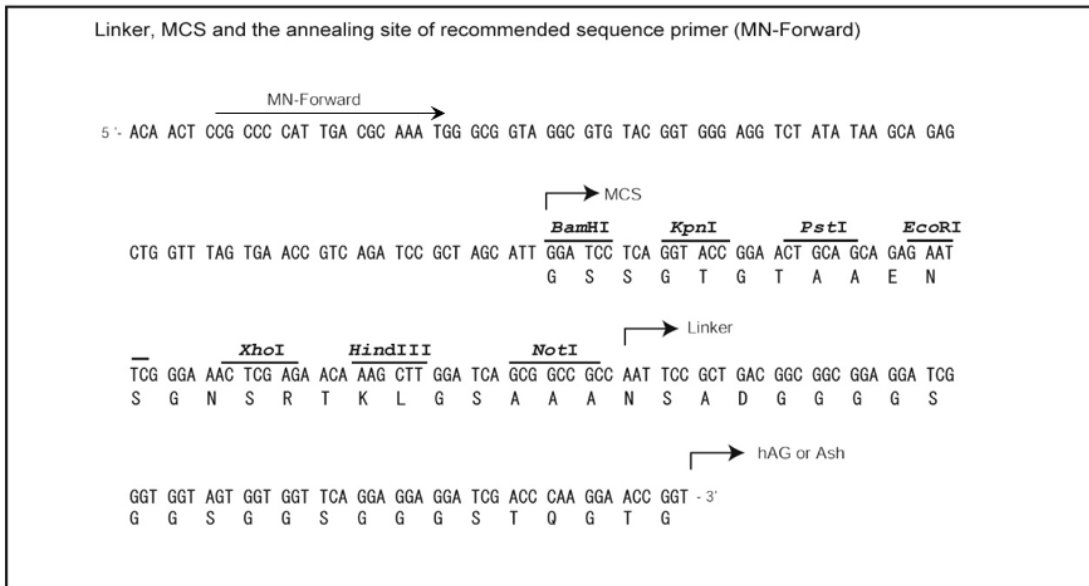 Linker, MCS and the annealing site of recommended sequence primer (MN-Forward)
MN-Forward
5 '- ACA ACT CCG CCC CAT TGA CGC AAA TGG GCG GTA GGC GTG TAC GGT GGG AGG TCT ATA TAA GCA GAG
MCS
BamHI KpnI PstI EcoRI
CTG GTT TAG TGA ACC GTC AGA TCC GCT AGC ATT GGA TCC TCA GGT ACC GGA ACT GCA GCA GAG AAT
G S S G T G T A A E N
Linker
XhoI HindIII NotI
TCG GGA AAC TCG AGA ACA AAG CTT GGA TCA GCG GCC GCC AAT TCC GCT GAC GGC GGC GGA GGA TCG
S G N S R T K L G S A A A N S A D G G G G S
hAG or Ash
GGT GGT AGT GGT GGT TCA GGA GGA GGA TCG ACC CAA GGA ACC GGT - 3'
G G S G G S G G G S T Q G T G